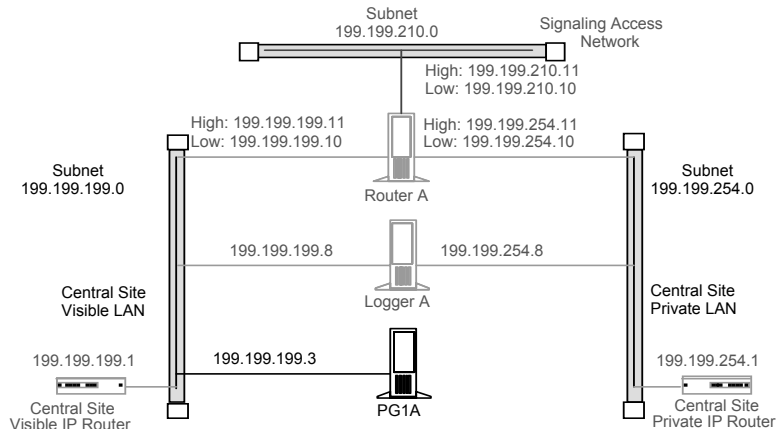 Subnet
199.199.210.0
Signaling Access
Network
High: 199.199.210.11
Low: 199.199.210.10
High: 199.199.199.11
Low: 199.199.199.10
High: 199.199.254.11
Low: 199.199.254.10
Subnet
199.199.199.0
Router A
Subnet
199.199.254.0
199.199.199.8
199.199.254.8
Logger A
Central Site
Visible LAN
Central Site
Private LAN
199.199.199.1
199.199.199.3
199.199.254.1
PG1A
Central Site
Visible IP Router
Central Site
Private IP Router